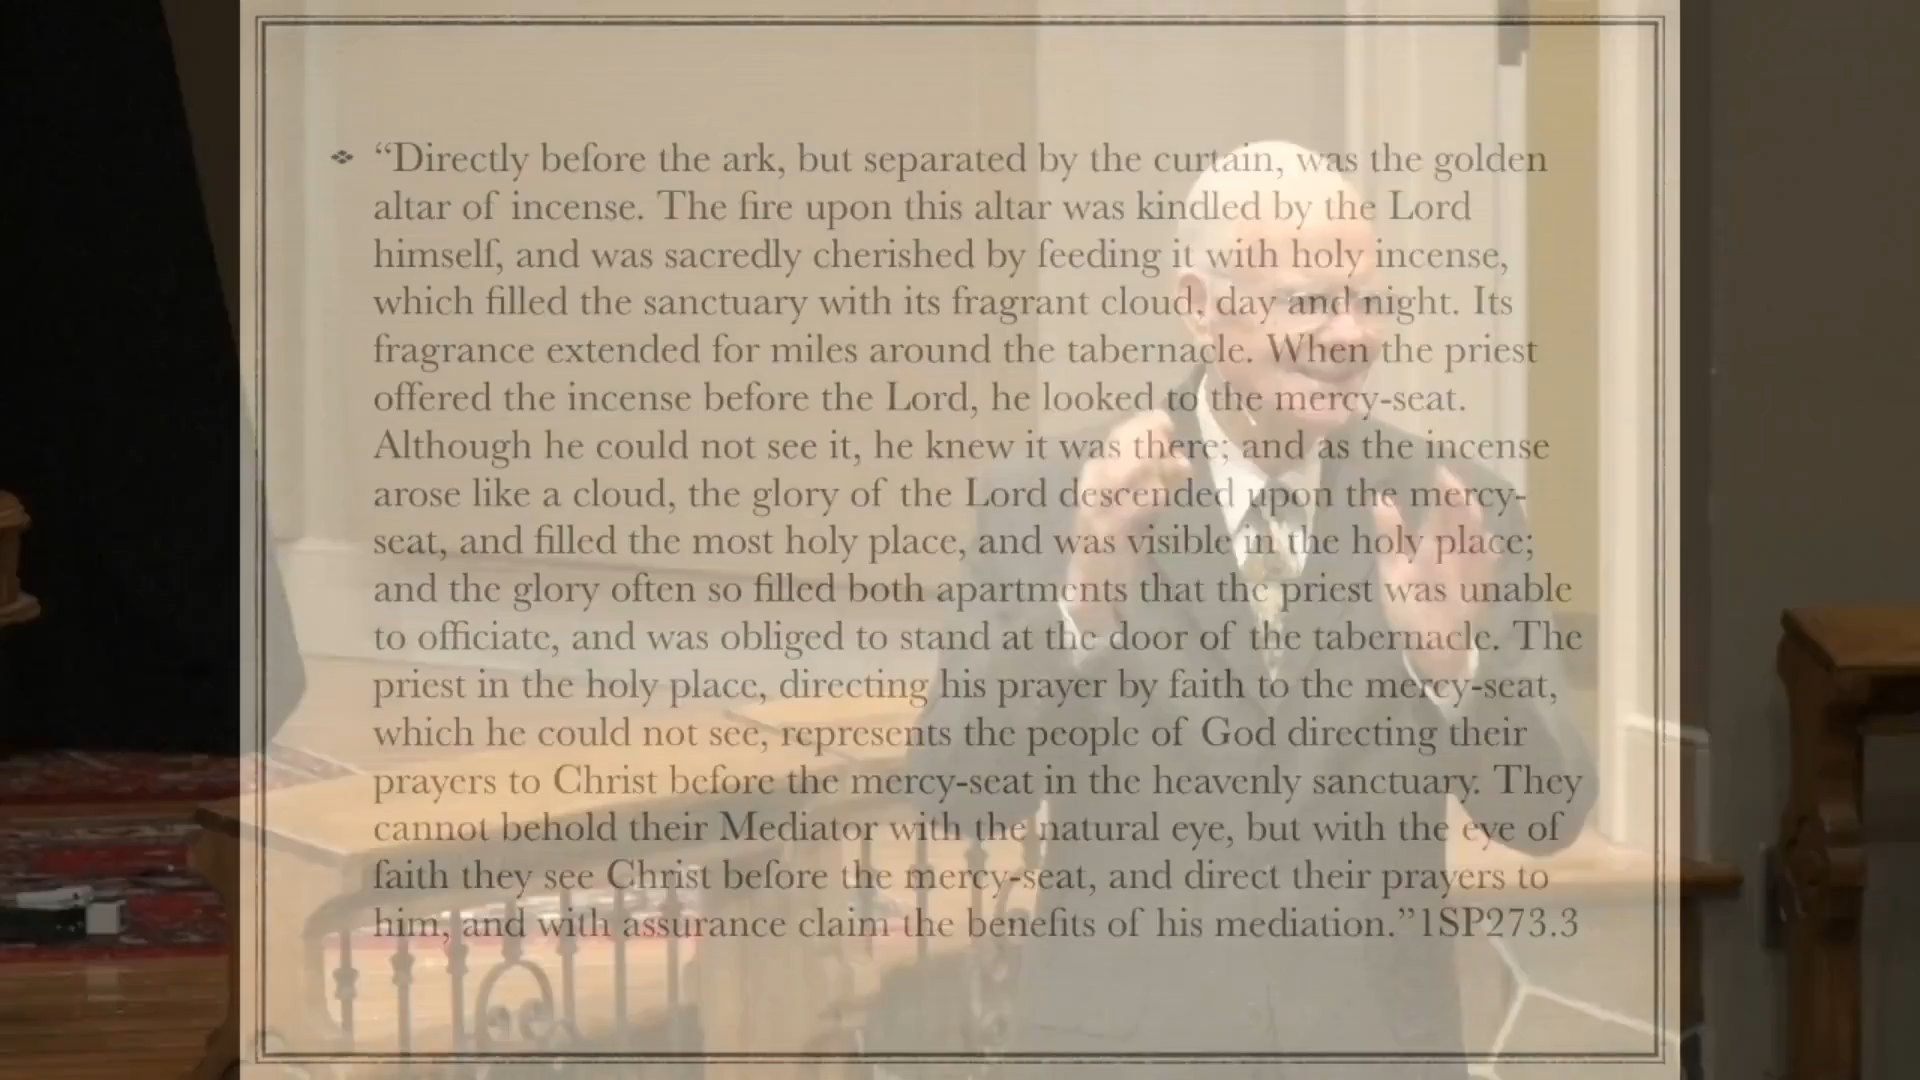 “Directly before the ark, but separated by the curtain, was the golden
altar of incense. The fire upon this altar was kindled by the Lord
himself, and was sacredly cherished by feeding it with holy incense,
which filled the sanctuary with its fragrant cloud, day and night. Its
fragrance extended for miles around the tabernacle. When the priest
offered the incense before the Lord, he looked to the mercy-seat.
Although he could not see it, he knew it was there; and as the incense
arose like a cloud, the glory of the Lord descended upon the mercy-
seat, and filled the most holy place, and was visible in the holy place;
and the glory often so filled both apartments that the priest was unable
to officiate, and was obliged to stand at the door of the tabernacle. The
priest in the holy place, directing his prayer by faith to the mercy-seat,
which he could not see, represents the people of God directing their
prayers to Christ before the mercy-seat in the heavenly sanctuary. They
cannot behold their Mediator with the natural eye, but with the eye of
faith they see Christ before the mercy-seat, and direct their prayers to
him, and with assurance claim the benefits of his mediation.”1SP273.3